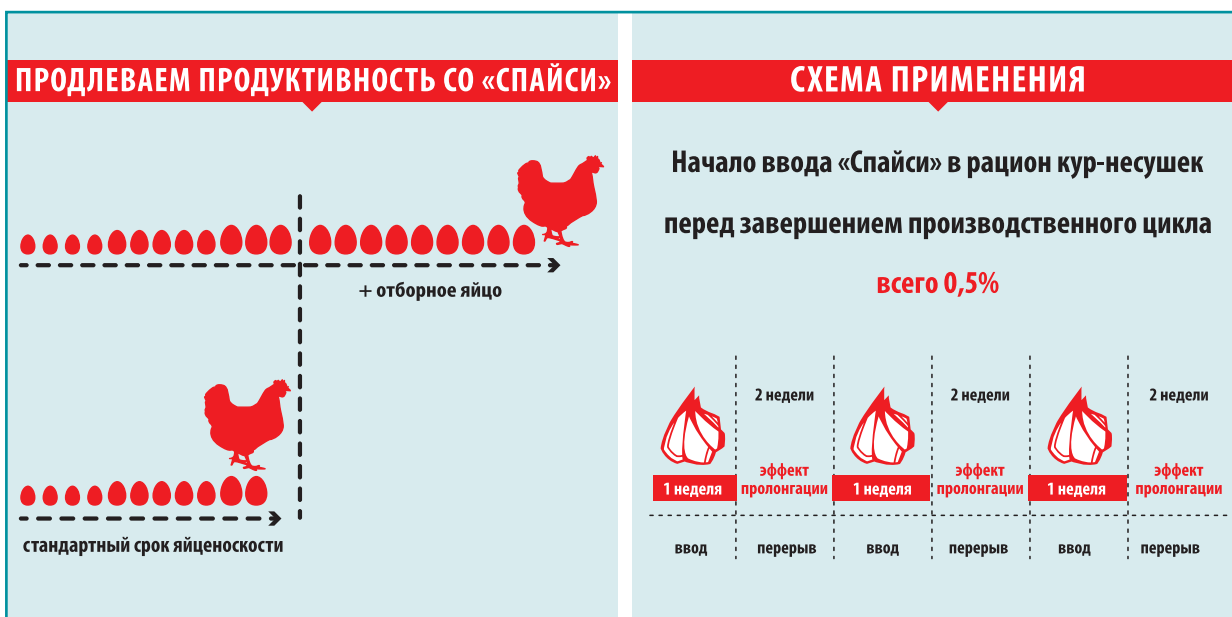 ПРОДЛЕВАЕМ ПРОДУКТИВНОСТЬ СО «СПАЙСИ»
+ отборное яйцо
стандартный срок яйценоскости
СХЕМА ПРИМЕНЕНИЯ
Начало ввода «Спайси» в рацион кур-несушек
перед завершением производственного цикла
всего 0,5%
2 недели
2 недели
2 недели
эффект
эффект
эффект
1 неделя
пролонгации
1 неделя
пролонгации
1 неделя
пролонгации
ввод
перерыв
ввод
перерыв
ввод
перерыв